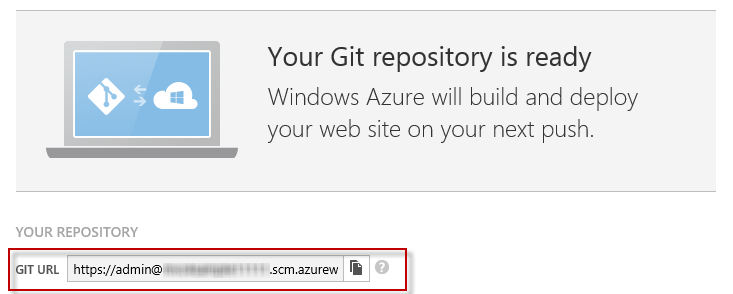 Your Git repository is ready
Windows Azure will build and deploy
your web site on your next push.
YOUR REPOSITORY
GIT URL https://admin@ .scm.azurew